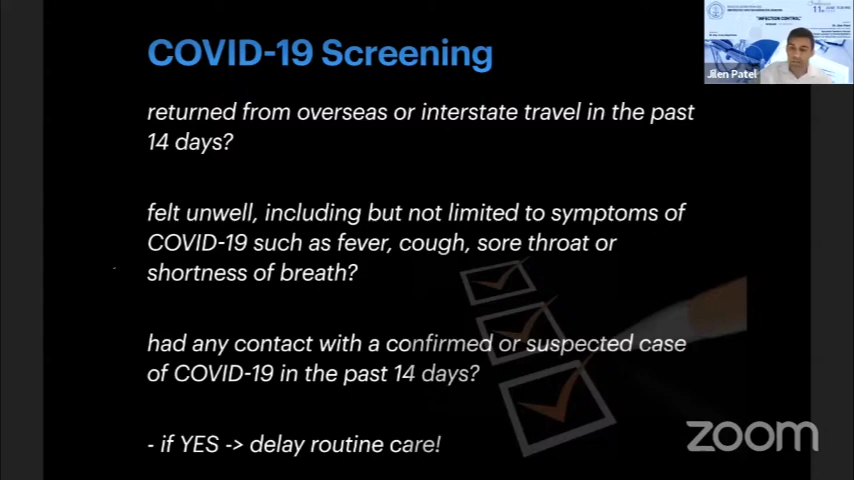 COVID-19 Screening
returned from overseas or interstate travel in the past
14 days?
felt unwell, including but not limited to symptoms of
COVID-19 such as fever, cough, sore throat or
shortness of breath?
had any contact with a confirmed or suspected case
of COVID-19 in the past 14 days?
- if YES -> delay routine care!
"INFECTION CONTROL"
Jilen Patel
zoom